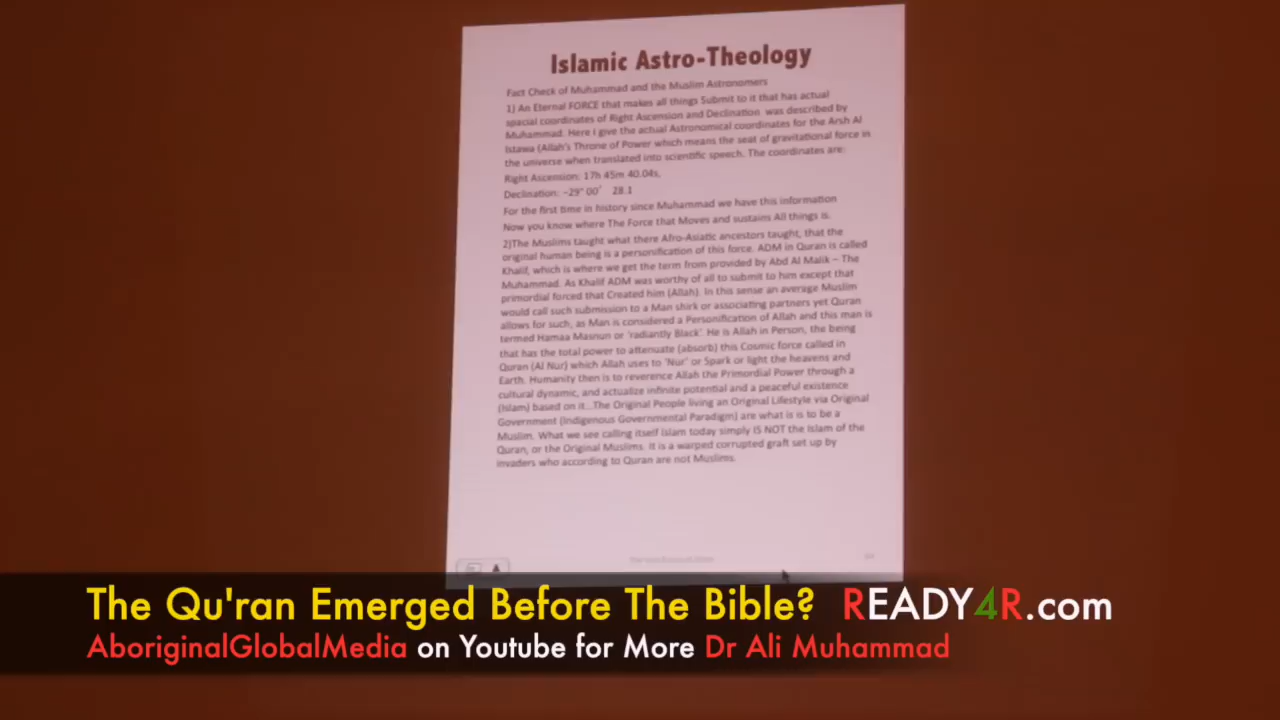 Islamic Astro-Theology
Fact Check of Muhammad and the Muslim Astronomers
1) An Eternal FORCE that makes all things Submit to it that has actual
spacial coordinates of Right Ascension and Declination was described by
Muhammad. Here I give the actual Astronomical coordinates for the Arsh Al
Istawa (Allah's Throne of Power which means the seat of gravitational force in
the universe when translated into scientific speech. The coordinates are:
Right Ascension: 17h 45m 40.04s,
Declination: -29° 00' 28.1
For the first time in history since Muhammad we have this information
Now you know where The Force that Moves and sustains All things is.
2)The Muslims taught what there Afro-Asiatic ancestors taught, that the
original human being is a personification of this force. ADM in Quran is called
Khalif, which is where we get the term from provided by Abd Al Malik – The
Muhammad. As Khalif ADM was worthy of all to submit to him except that
primordial forced that Created him (Allah). In this sense an average Muslim
would call such submission to a Man shirk or associating partners yet Quran
allows for such, as Man is considered a Personification of Allah and this man is
termed Hamaa Masnun or 'radiantly Black'. He is Allah in Person, the being
that has the total power to attenuate (absorb) this Cosmic force called in
Quran (Al Nur) which Allah uses to 'Nur' or Spark or light the heavens and
Earth. Humanity then is to reverence Allah the Primordial Power through a
cultural dynamic, and actualize infinite potential and a peaceful existence
(Islam) based on it...The Original People living an Original Lifestyle via Original
Government (Indigenous Governmental Paradigm) are what is is to be a
Muslim. What we see calling itself Islam today simply IS NOT the Islam of the
Quran, or the Original Muslims. It is a warped corrupted graft set up by
invaders who according to Quran are not Muslims.
The Qu'ran Emerged Before The Bible? READY4R.com
AboriginalGlobalMedia on Youtube for More Dr Ali Muhammad